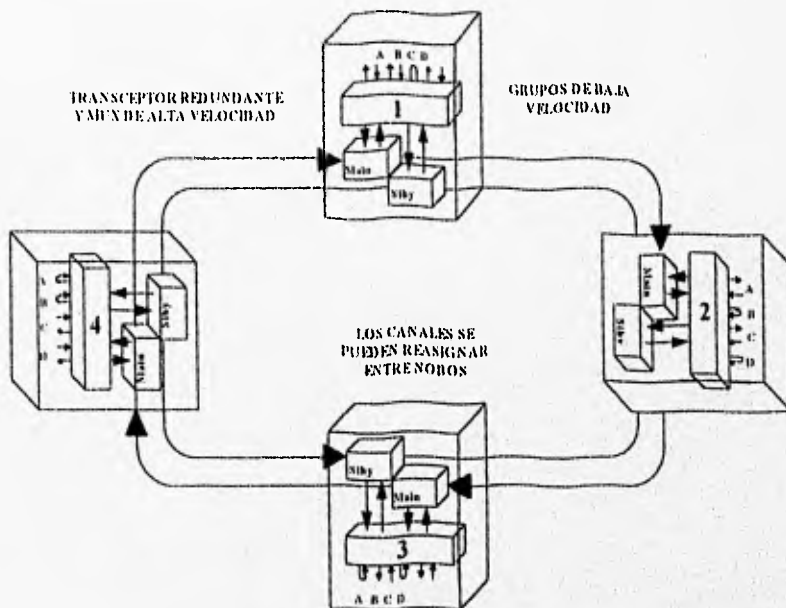 A B C D
TRANSCEPTOR REDUNDANTE
Y MUX DE ALTA VELOCIDAD
GRUPOS DE BAJA
VELOCIDAD
1
Main
Stby
A
B
C
D
4
Stby
Main
LOS CANALES SE
PUEDEN REASIGNAR
ENTRE NOBOS
Main
Stby
2
A
B
C
D
Stby
Main
3
A B C D